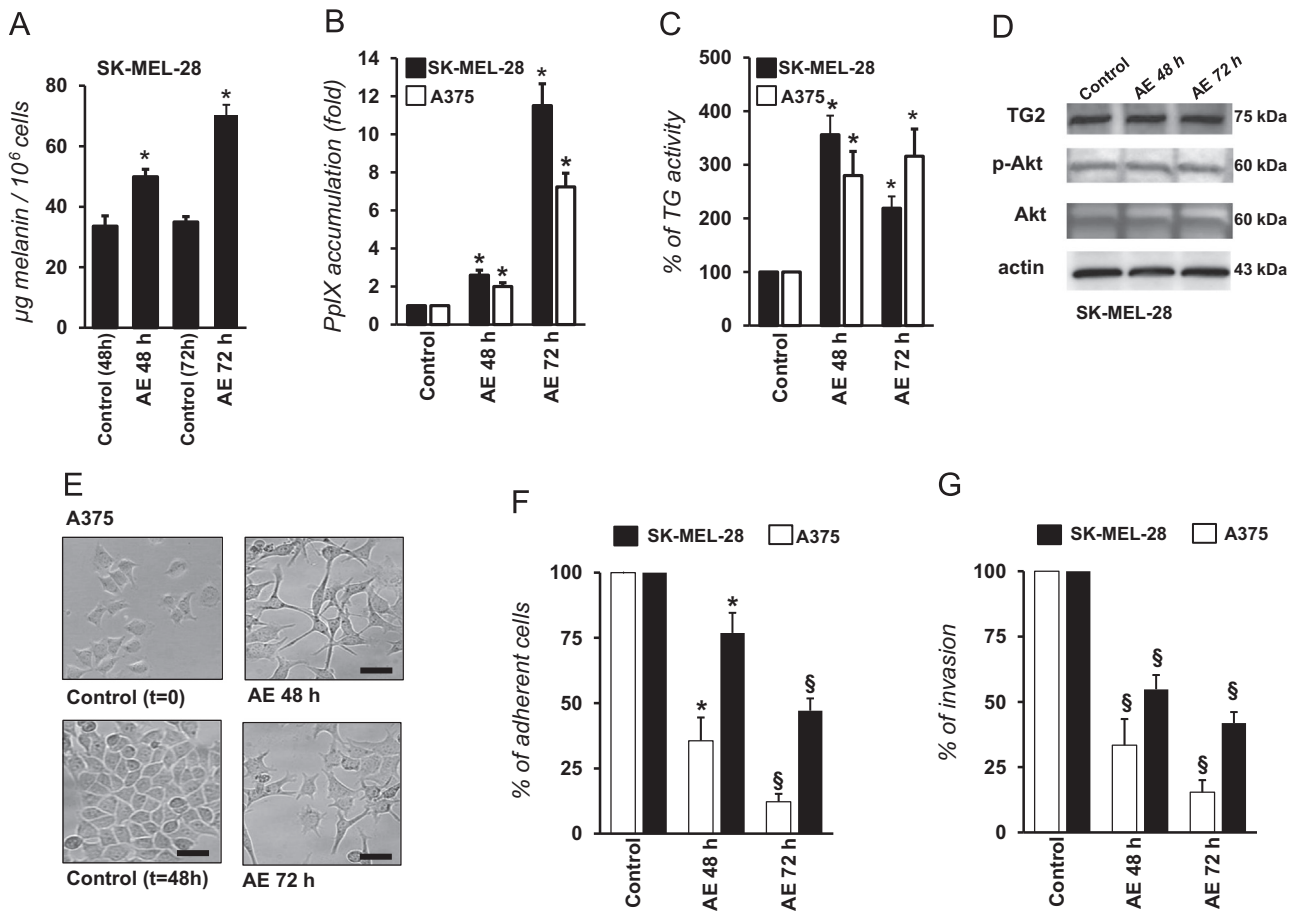 A
SK-MEL-28
µg melanin / 10⁶ cells
80
60
40
20
0
Control (48h)
AE 48 h
Control (72h)
AE 72 h
*
*
B
PpIX accumulation (fold)
14
12
10
8
6
4
2
0
SK-MEL-28
A375
*
*
*
*
Control
AE 48 h
AE 72 h
C
% of TG activity
500
400
300
200
100
0
SK-MEL-28
A375
*
*
*
*
Control
AE 48 h
AE 72 h
D
Control
AE 48 h
AE 72 h
TG2
75 kDa
p-Akt
60 kDa
Akt
60 kDa
actin
43 kDa
SK-MEL-28
E
A375
Control (t=0)
AE 48 h
Control (t=48h)
AE 72 h
F
SK-MEL-28
A375
% of adherent cells
100
75
50
25
0
*
*
§
§
Control
AE 48 h
AE 72 h
G
SK-MEL-28
A375
% of invasion
100
75
50
25
0
§
§
§
§
Control
AE 48 h
AE 72 h